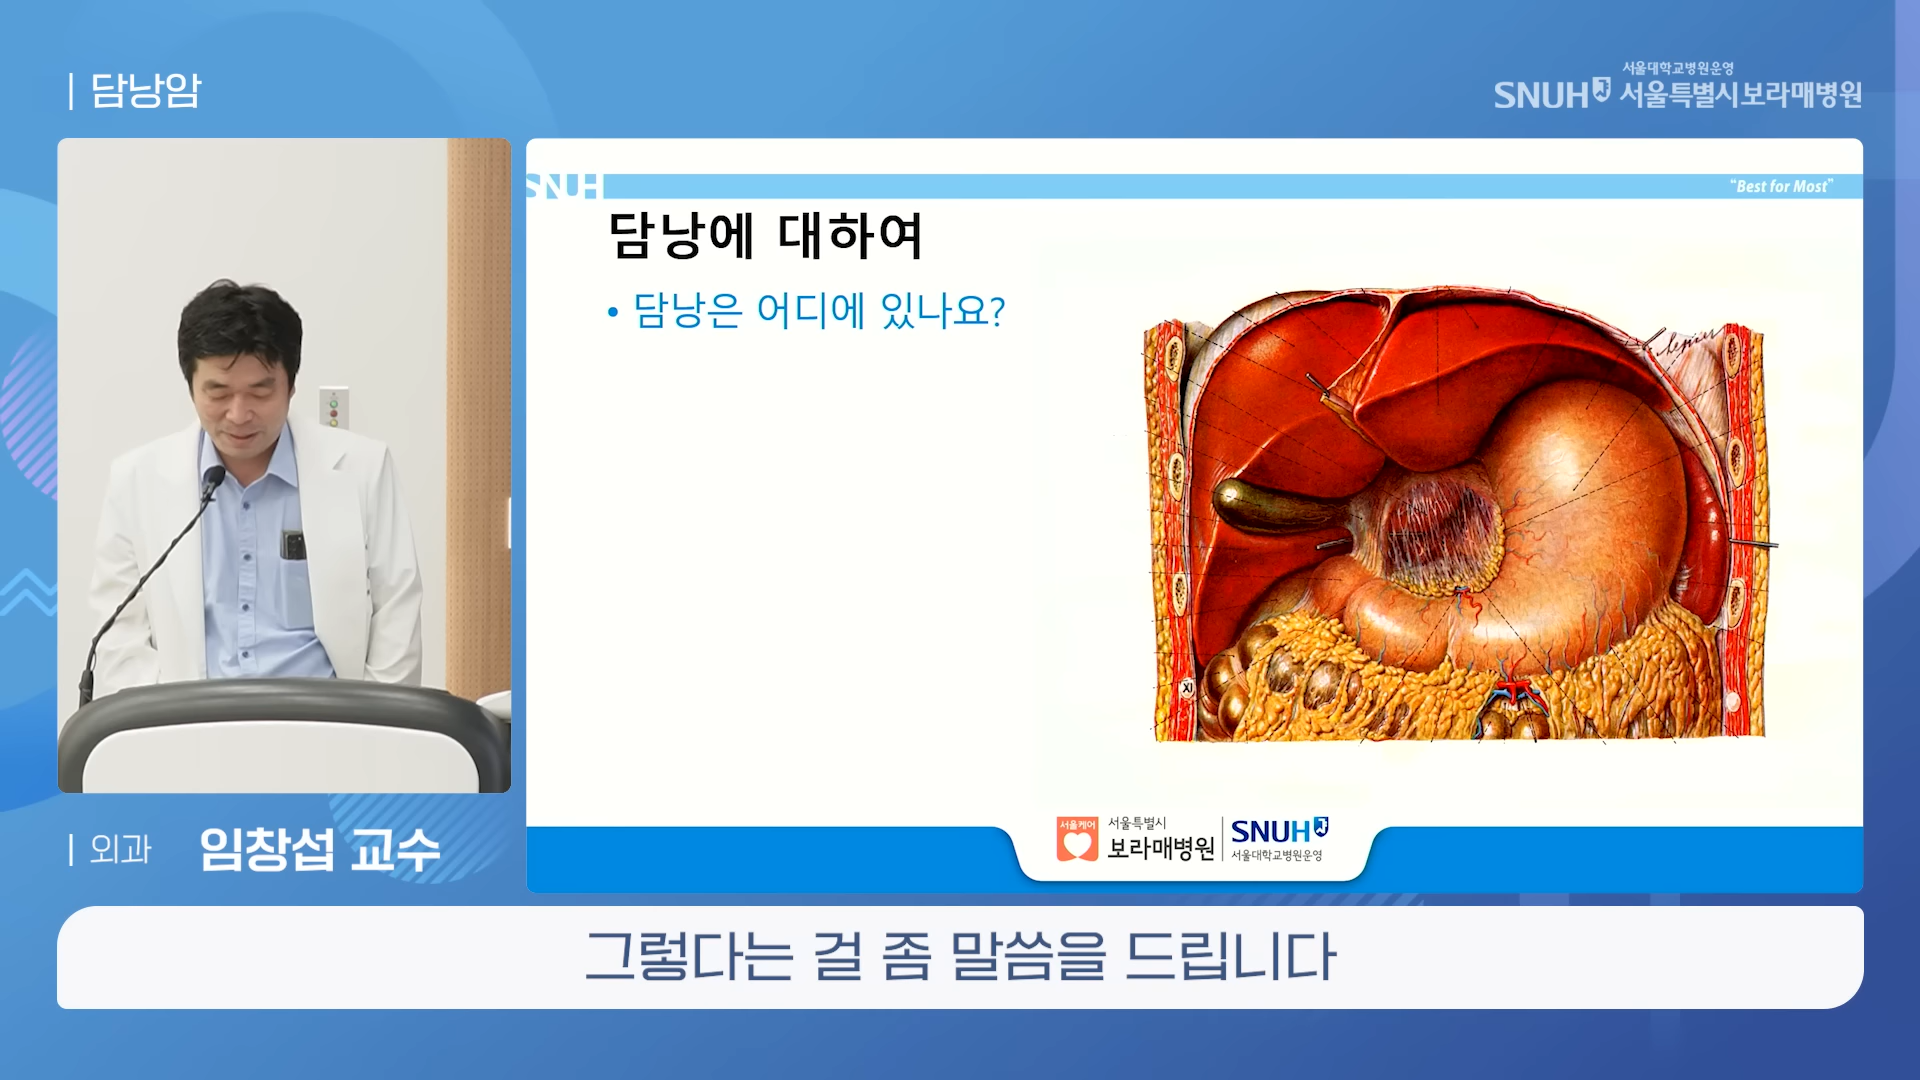 | 담낭암
서울대학교병원운영
SNUH 서울특별시보라매병원
SNUH
“Best for Most”
담낭에 대하여
• 담낭은 어디에 있나요?
XI
서울케어
서울특별시
보라매병원
SNUH
서울대학교병원운영
| 외과 임창섭 교수
그렇다는 걸 좀 말씀을 드립니다